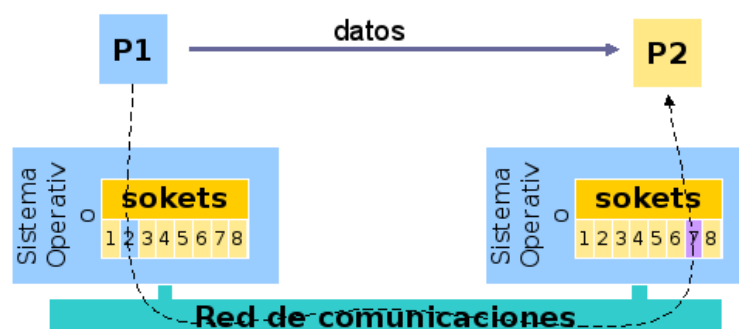 datos
P1
P2
Sistema
Operativ
o
sokets
1 2 3 4 5 6 7 8
Sistema
Operativ
o
sokets
1 2 3 4 5 6 7 8
Red de comunicaciones